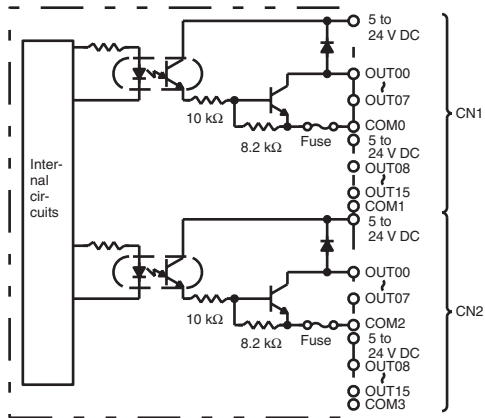 5 to
24 V DC
OUT00
~
OUT07
10 kΩ
COM0
8.2 kΩ
Fuse
5 to
24 V DC
OUT08
~
OUT15
COM1
CN1
Inter-
nal
cir-
cuits
5 to
24 V DC
OUT00
~
OUT07
10 kΩ
COM2
8.2 kΩ
Fuse
5 to
24 V DC
OUT08
~
OUT15
COM3
CN2